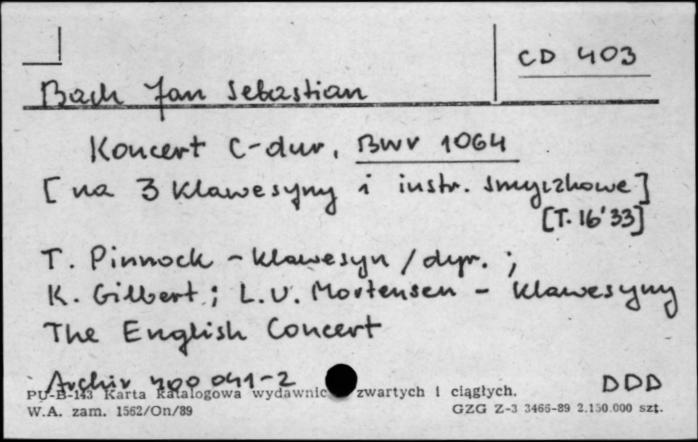 CD 403
Bach Jan Sebastian
Koncert C-dur, BWV 1064
[na 3 klawesyny i instr. smyczkowe]
[T. 16'33]
T. Pinnock – klawesyn / dyr. ;
K. Gilbert ; L.U. Mortensen – klawesyny
The English Concert
Archiv 400 041-2 DDD
PU-B-143 Karta katalogowa wydawnic zwartych i ciągłych.
W.A. zam. 1562/On/89 GZG Z-3 3466-89 2.150.000 szt.